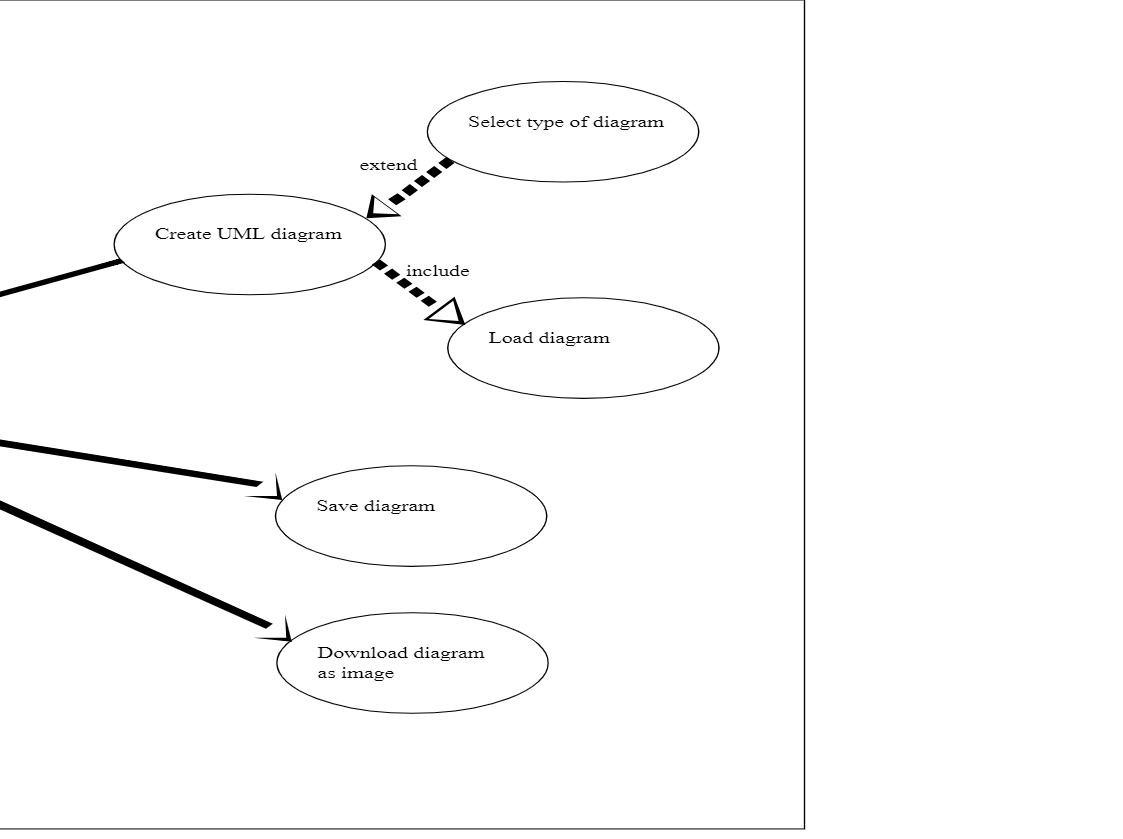 Select type of diagram
extend
Create UML diagram
include
Load diagram
Save diagram
Download diagram
as image